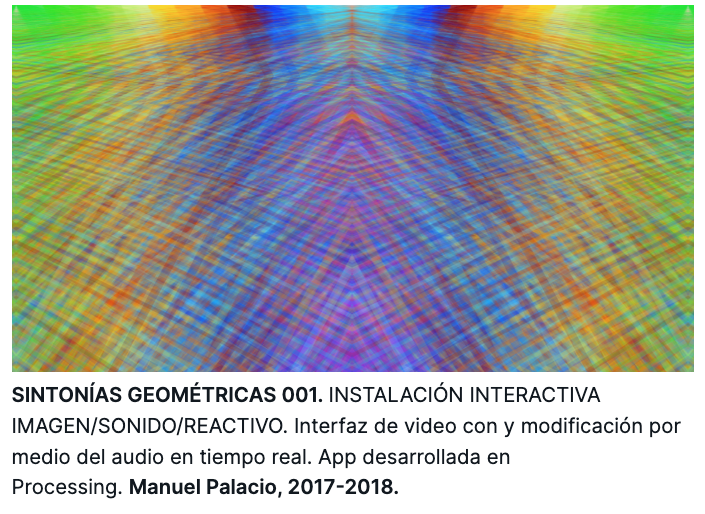 SINTONÍAS GEOMÉTRICAS 001. INSTALACIÓN INTERACTIVA
IMAGEN/SONIDO/REACTIVO. Interfaz de video con y modificación por
medio del audio en tiempo real. App desarrollada en
Processing. Manuel Palacio, 2017-2018.